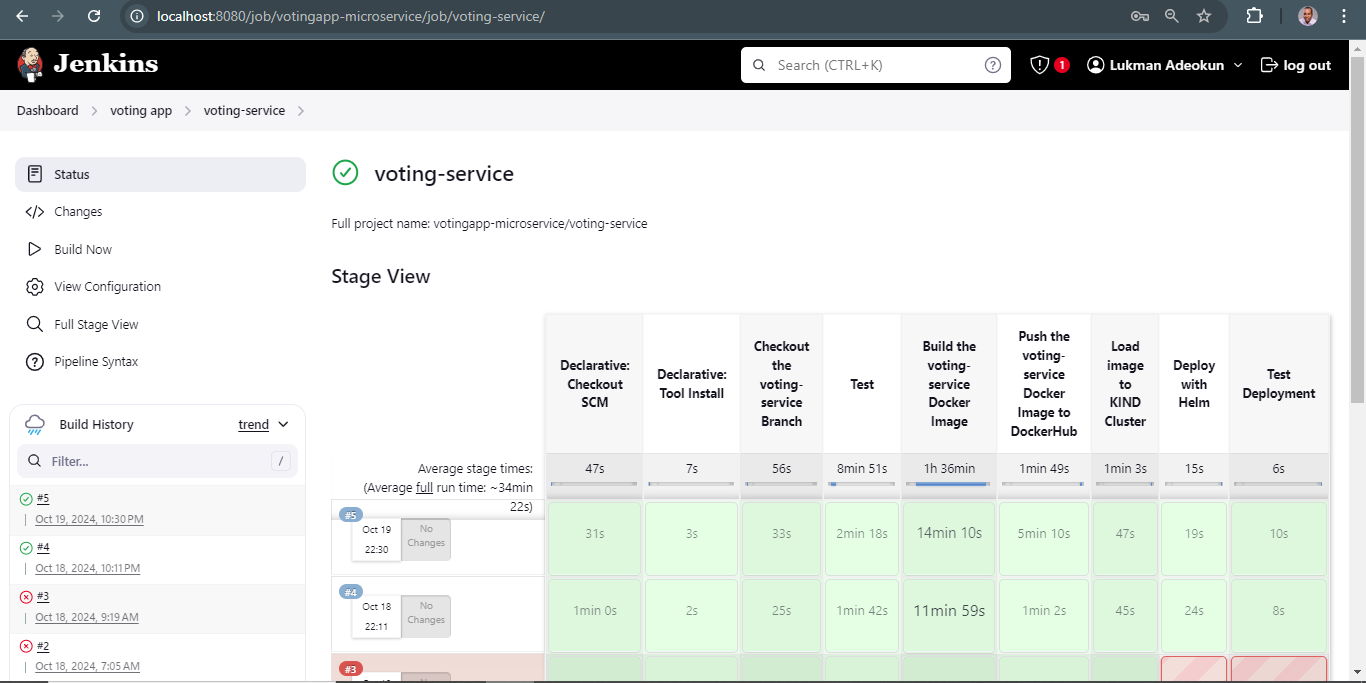 localhost:8080/job/votingapp-microservice/job/voting-service/
Jenkins
Search (CTRL+K)
?
1
Lukman Adeokun
log out
Dashboard
voting app
voting-service
Status
Changes
Build Now
View Configuration
Full Stage View
Pipeline Syntax
Build History
trend
Filter...
/
#5
Oct 19, 2024, 10:30 PM
#4
Oct 18, 2024, 10:11 PM
#3
Oct 18, 2024, 9:19 AM
#2
Oct 18, 2024, 7:05 AM
voting-service
Full project name: votingapp-microservice/voting-service
Stage View
Declarative:
Checkout
SCM
Declarative:
Tool Install
Checkout
the
voting-
service
Branch
Test
Build the
voting-
service
Docker
Image
Push the
voting-
service
Docker
Image to
DockerHub
Load
image
to
KIND
Cluster
Deploy
with
Helm
Test
Deployment
Average stage times:
(Average full run time: ~34min
22s)
47s
7s
56s
8min 51s
1h 36min
1min 49s
1min 3s
15s
6s
#5
Oct 19
22:30
No
Changes
31s
3s
33s
2min 18s
14min 10s
5min 10s
47s
19s
10s
#4
Oct 18
22:11
No
Changes
1min 0s
2s
25s
1min 42s
11min 59s
1min 2s
45s
24s
8s
#3